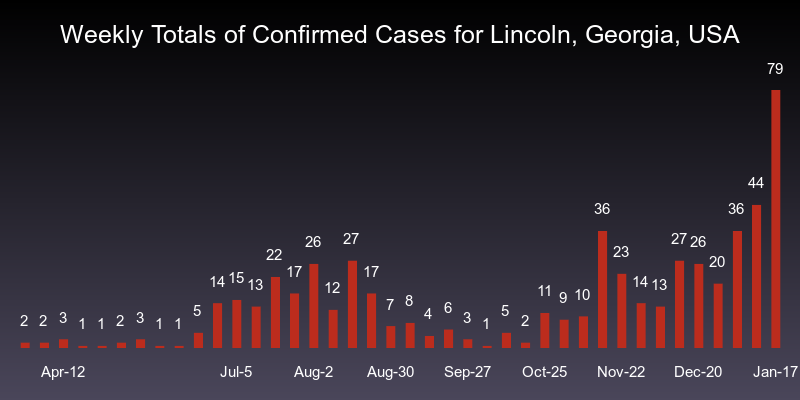 Weekly Totals of Confirmed Cases for Lincoln, Georgia, USA
2 2 3 1 1 2 3 1 1 5 14 15 13 22 17 26 12 27 17 7 8 4 6 3 1 5 2 11 9 10 36 23 14 13 27 26 20 36 44 79
Apr-12 Jul-5 Aug-2 Aug-30 Sep-27 Oct-25 Nov-22 Dec-20 Jan-17